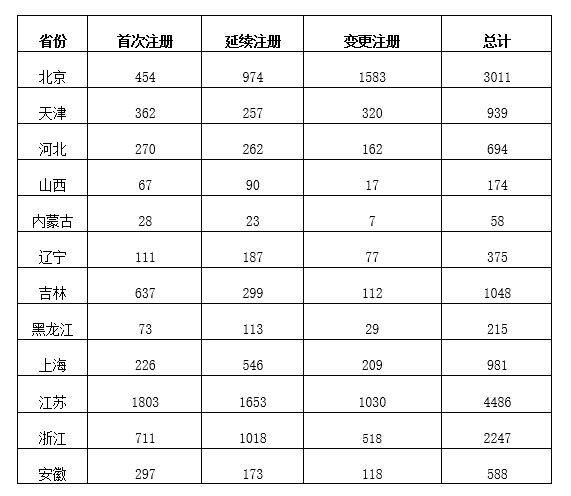 省份 首次注册 延续注册 变更注册 总计
北京 454 974 1583 3011
天津 362 257 320 939
河北 270 262 162 694
山西 67 90 17 174
内蒙古 28 23 7 58
辽宁 111 187 77 375
吉林 637 299 112 1048
黑龙江 73 113 29 215
上海 226 546 209 981
江苏 1803 1653 1030 4486
浙江 711 1018 518 2247
安徽 297 173 118 588